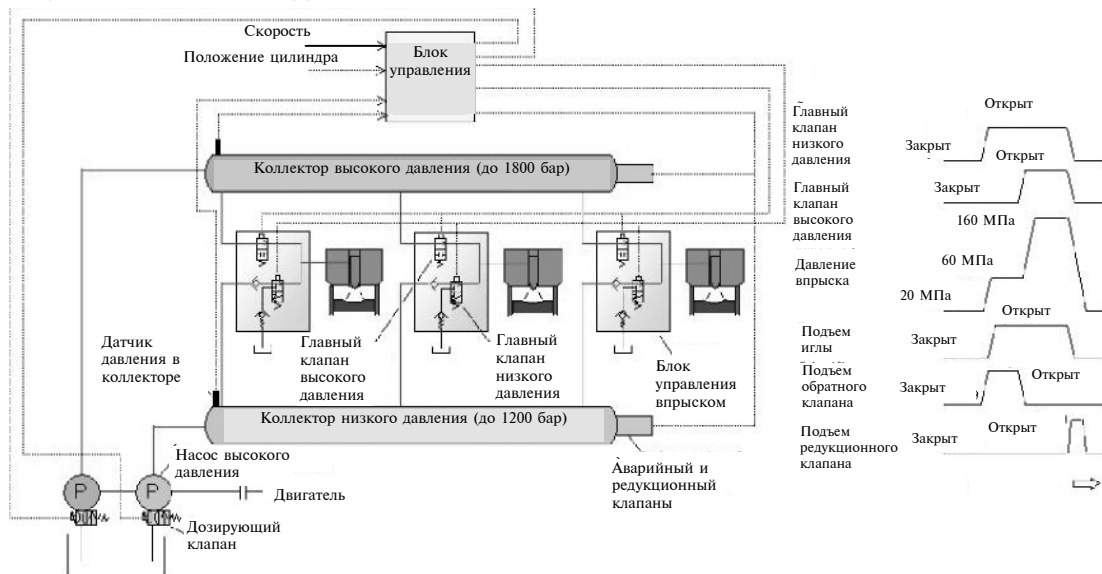 Скорость
Положение цилиндра
Блок
управления
Коллектор высокого давления (до 1800 бар)
Датчик
давления в
коллекторе
Главный
клапан
высокого
давления
Главный
клапан
низкого
давления
Блок
управления
впрыском
Коллектор низкого давления (до 1200 бар)
Насос высокого
давления
P
P
Двигатель
Дозирующий
клапан
Аварийный и
редукционный
клапаны
Главный
клапан
низкого
давления
Закрыт
Открыт
Главный
клапан
высокого
давления
Закрыт
Открыт
Давление
впрыска
160 МПа
60 МПа
20 МПа
Подъем
иглы
Закрыт
Открыт
Подъем
обратного
клапана
Закрыт
Открыт
Подъем
редукционного
клапана
Закрыт
Открыт